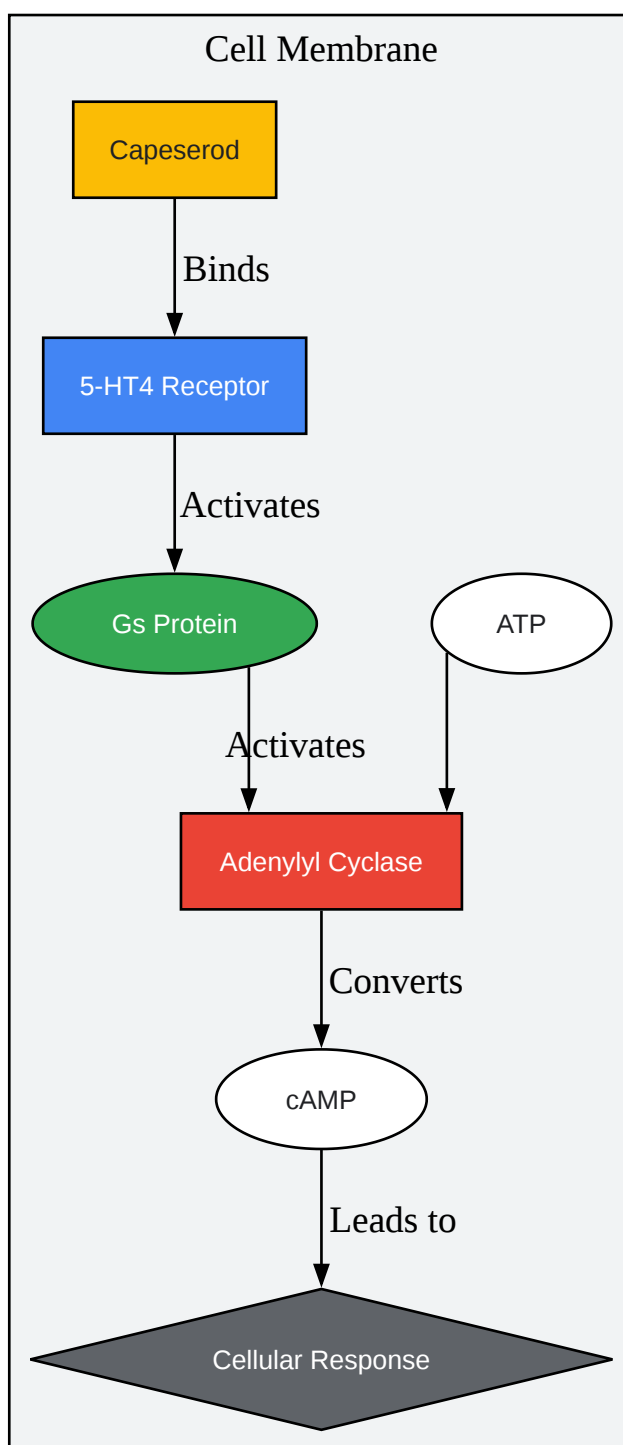 Cell Membrane
Capeserod
Binds
5-HT4 Receptor
Activates
Gs Protein
ATP
Activates
Adenylyl Cyclase
Converts
cAMP
Leads to
Cellular Response